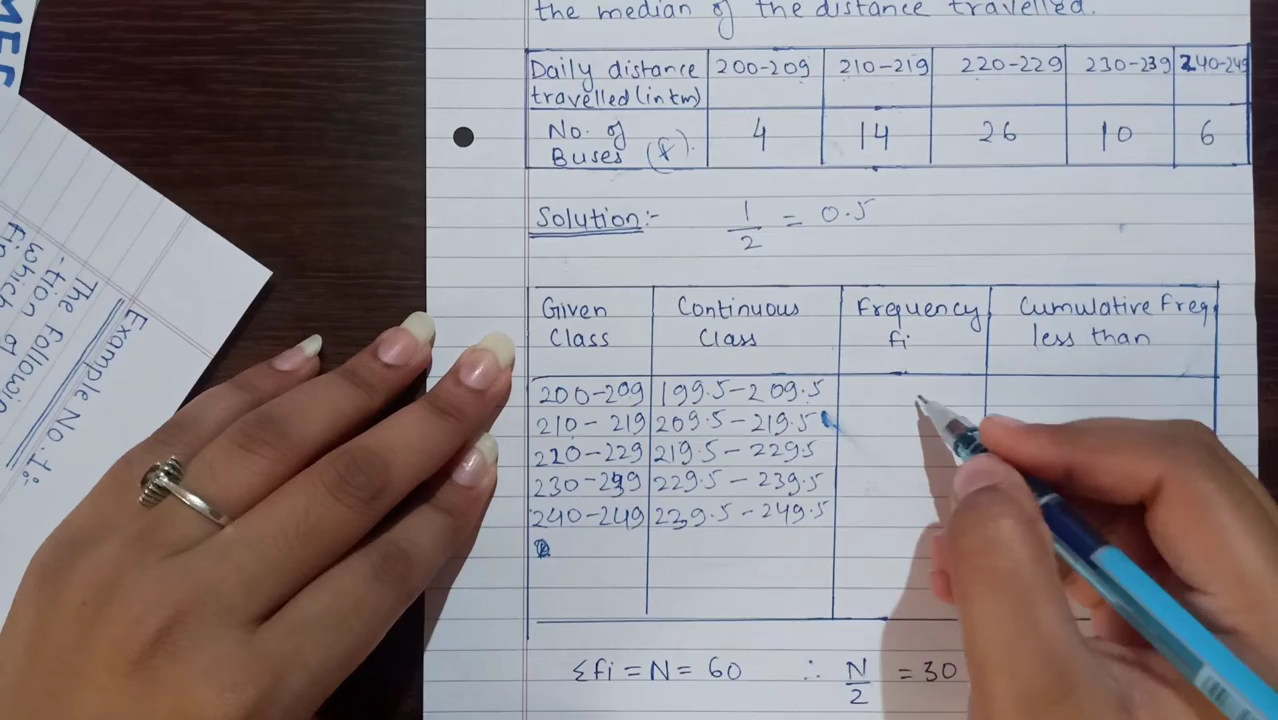 the median of the distance travelled.
Daily distance travelled (in km) 200-209 210-219 220-229 230-239 240-249
No. of Buses (f). 4 14 26 10 6
Solution:- 1/2 = 0.5
Given Class Continuous Class Frequency fi Cumulative Freq. less than
200-209 199.5-209.5
210-219 209.5-219.5
220-229 219.5-229.5
230-239 229.5-239.5
240-249 239.5-249.5
Σfi = N = 60 ∴ N/2 = 30
Example No. 1:
The followin
-tion of
which